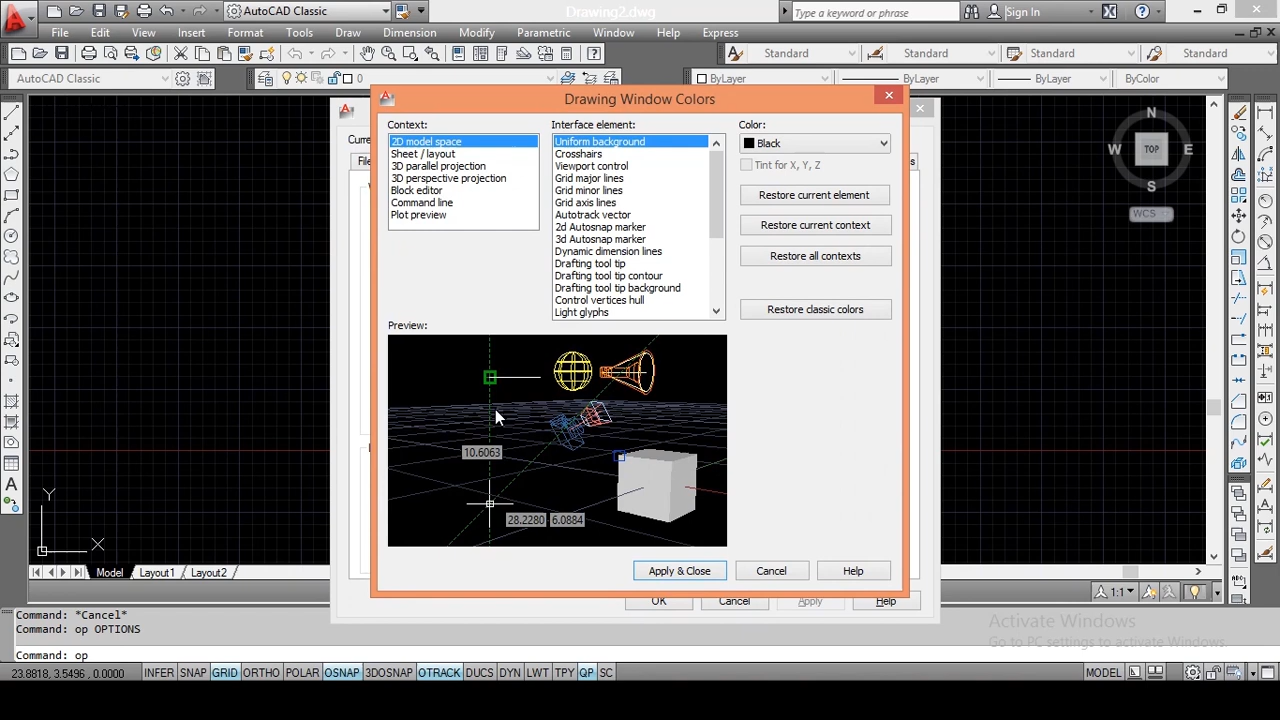 AutoCAD Classic
Drawing2.dwg
Type a keyword or phrase
Sign In
File Edit View Insert Format Tools Draw Dimension Modify Parametric Window Help Express
Standard Standard Standard Standard
AutoCAD Classic
0
ByLayer ByLayer ByLayer ByColor
Drawing Window Colors
Context:
2D model space
Sheet / layout
3D parallel projection
3D perspective projection
Block editor
Command line
Plot preview
Interface element:
Uniform background
Crosshairs
Viewport control
Grid major lines
Grid minor lines
Grid axis lines
Autotrack vector
2d Autosnap marker
3d Autosnap marker
Dynamic dimension lines
Drafting tool tip
Drafting tool tip contour
Drafting tool tip background
Control vertices hull
Light glyphs
Color:
Black
Tint for X, Y, Z
Restore current element
Restore current context
Restore all contexts
Restore classic colors
Preview:
10.6063
28.2280 6.0884
Apply & Close Cancel Help
OK Cancel Apply Help
N
W TOP E
S
WCS
Y
X
Model Layout1 Layout2
1:1
Command: *Cancel*
Command: op OPTIONS
Command: op
Activate Windows
Go to PC settings to activate Windows.
23.8818, 3.5496, 0.0000 INFER SNAP GRID ORTHO POLAR OSNAP 3DOSNAP OTRACK DUCS DYN LWT TPY QP SC MODEL